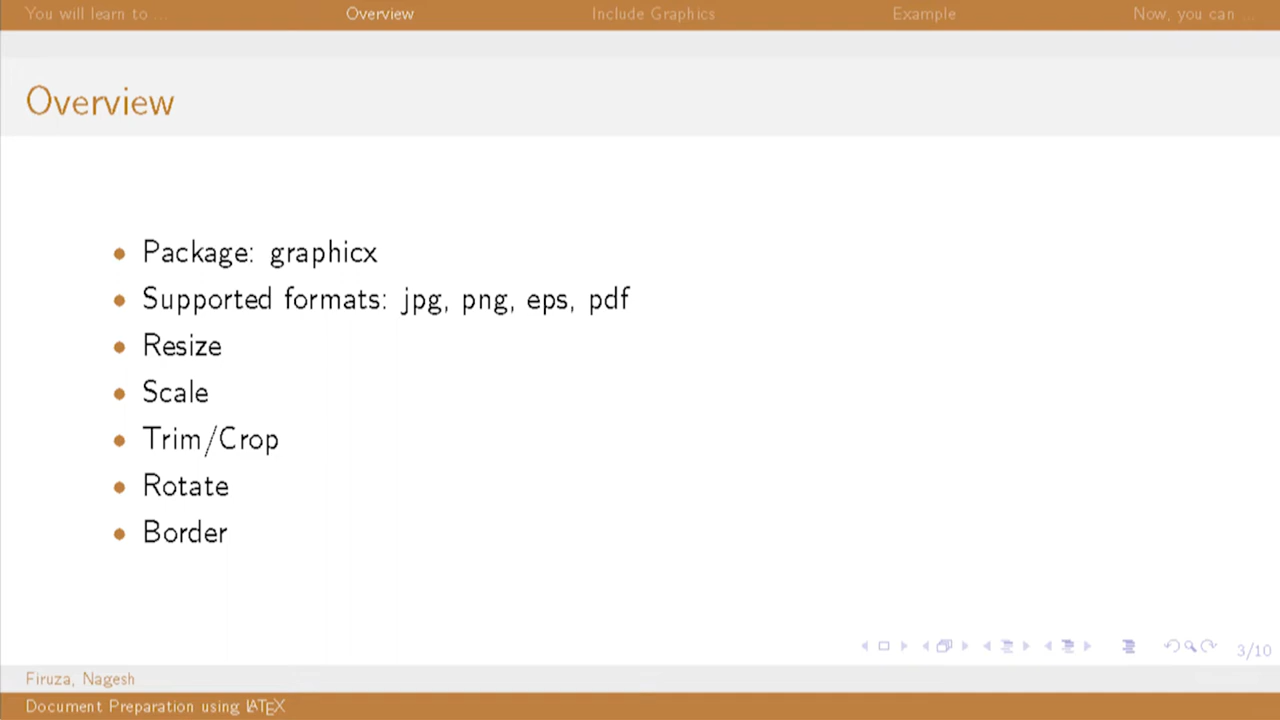 You will learn to ... Overview Include Graphics Example Now, you can ...
Overview
Package: graphicx
Supported formats: jpg, png, eps, pdf
Resize
Scale
Trim/Crop
Rotate
Border
3/10
Firuza, Nagesh
Document Preparation using LATEX